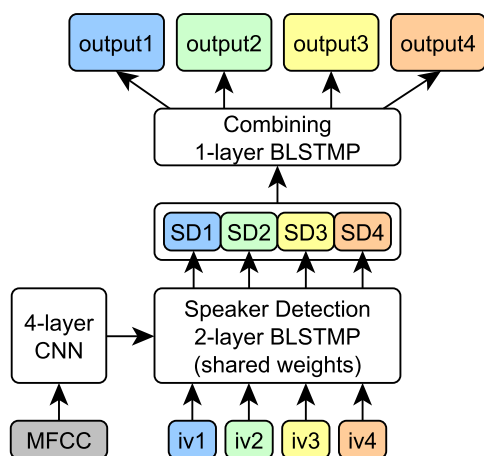 output1 output2 output3 output4
Combining
1-layer BLSTMP
SD1 SD2 SD3 SD4
4-layer
CNN
Speaker Detection
2-layer BLSTMP
(shared weights)
MFCC iv1 iv2 iv3 iv4